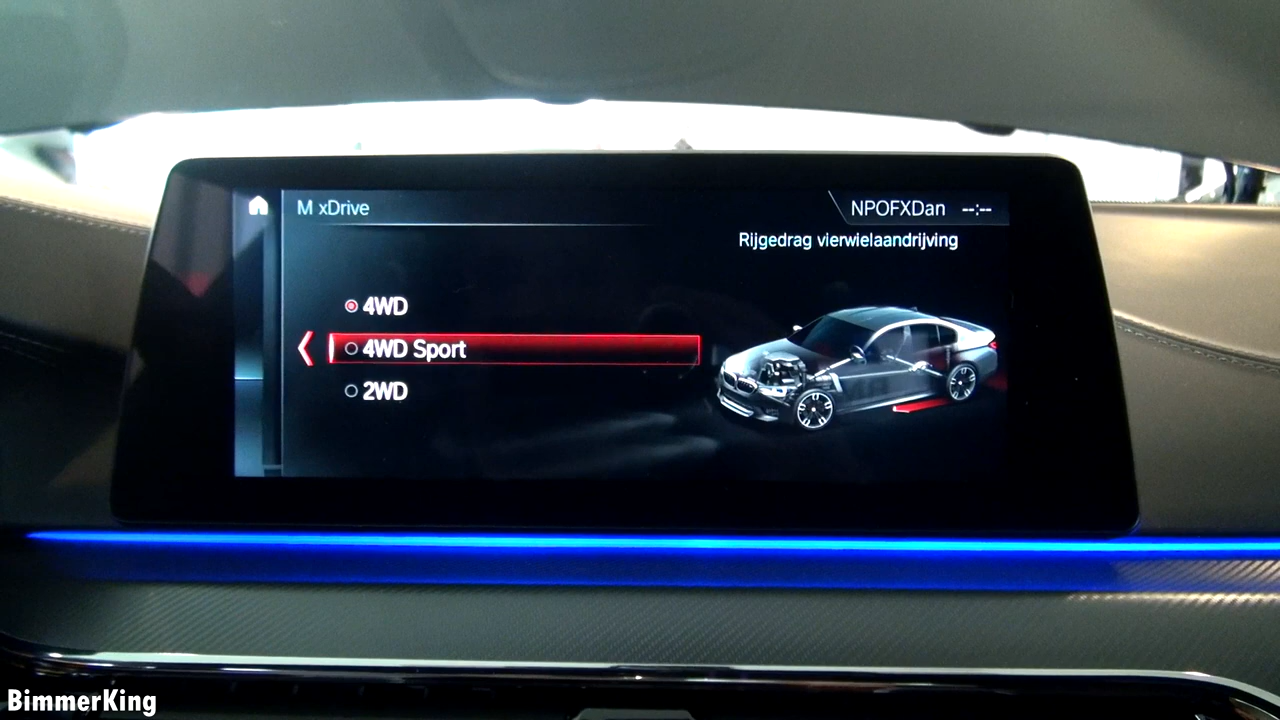 M xDrive
NPOFXDan --:--
Rijgedrag vierwielaandrijving
4WD
4WD Sport
2WD
BimmerKing